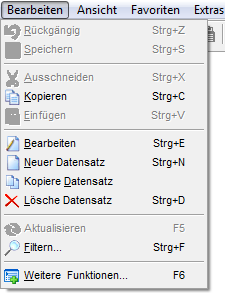 Bearbeiten Ansicht Favoriten Extras
Rückgängig Strg+Z
Speichern Strg+S
Ausschneiden Strg+X
Kopieren Strg+C
Einfügen Strg+V
Bearbeiten Strg+E
Neuer Datensatz Strg+N
Kopiere Datensatz
Lösche Datensatz Strg+D
Aktualisieren F5
Filtern... Strg+F
Weitere Funktionen... F6